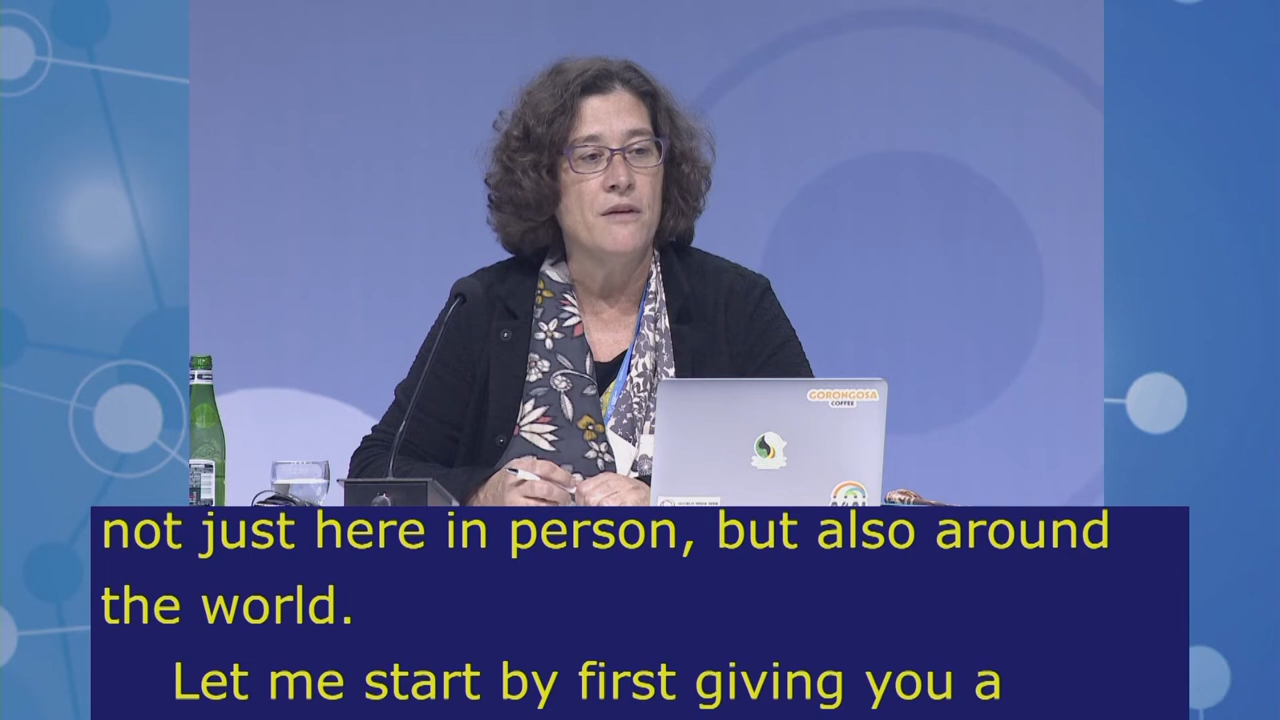 GORONGOSA
COFFEE
not just here in person, but also around
the world.
Let me start by first giving you a